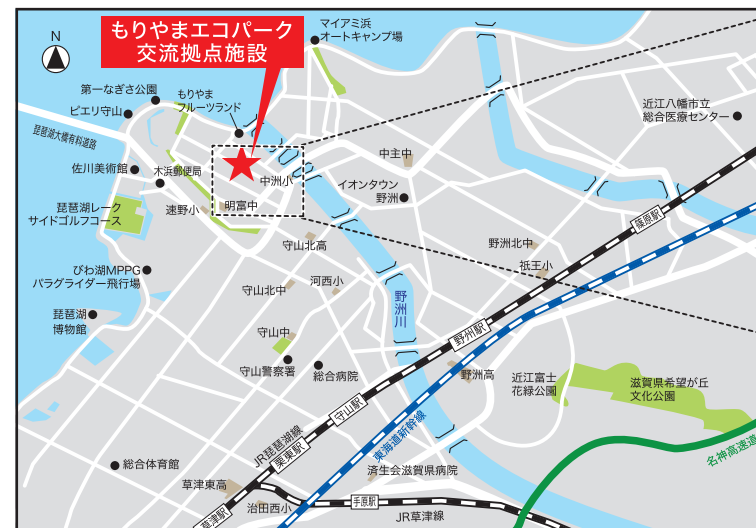 もりやまエコパーク
交流拠点施設
マイアミ浜
オートキャンプ場
N
第一なぎさ公園
もりやま
フルーツランド
ピエリ守山
琵琶湖大橋有料道路
近江八幡市立
総合医療センター
佐川美術館
木浜郵便局
中洲小
中主中
イオンタウン
野洲
琵琶湖レーク
サイドゴルフコース
速野小
明富中
篠原駅
守山北高
野洲北中
祇王小
びわ湖MPPG
パラグライダー飛行場
守山北中
河西小
野洲川
琵琶湖
博物館
守山中
野州駅
守山警察署
総合病院
野洲高
近江富士
花緑公園
滋賀県希望が丘
文化公園
守山駅
JR琵琶湖線
栗東駅
東海道新幹線
名神高速道
総合体育館
済生会滋賀県病院
草津東高
治田西小
手原駅
草津駅
JR草津線